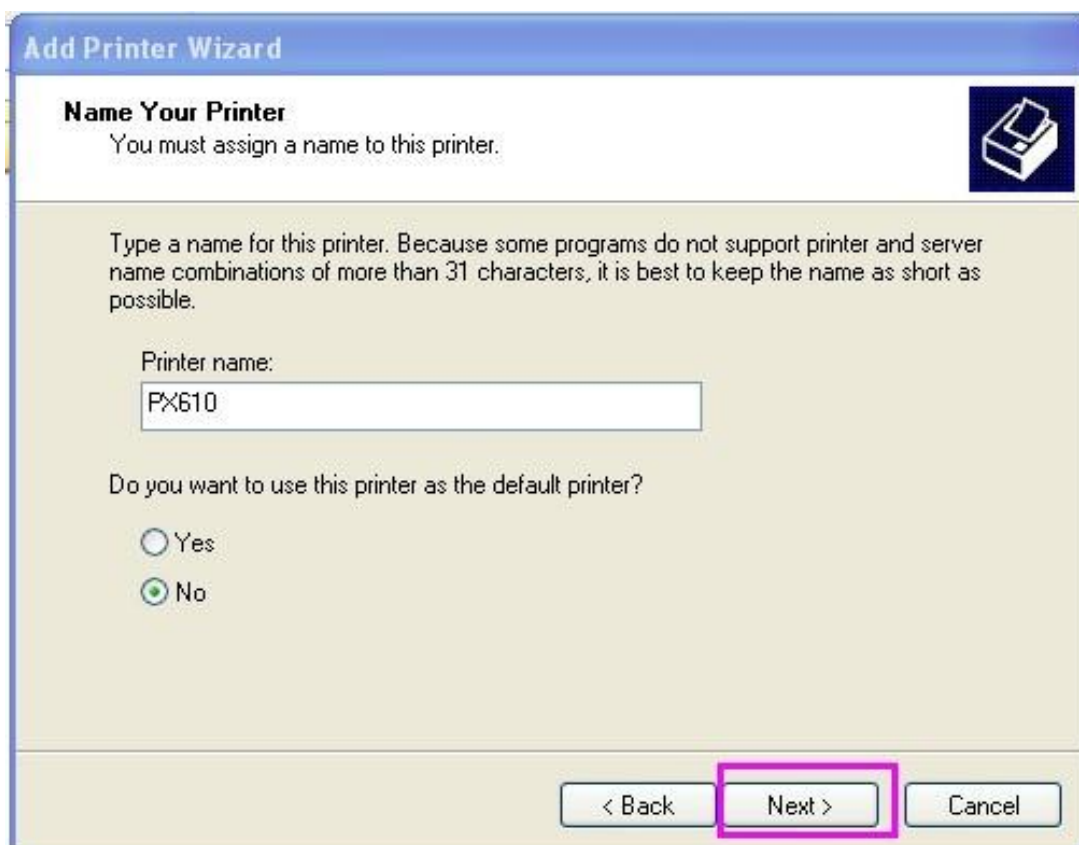 Add Printer Wizard
Name Your Printer
You must assign a name to this printer.
Type a name for this printer. Because some programs do not support printer and server
name combinations of more than 31 characters, it is best to keep the name as short as
possible.
Printer name:
PX610
Do you want to use this printer as the default printer?
Yes
No
< Back
Next >
Cancel